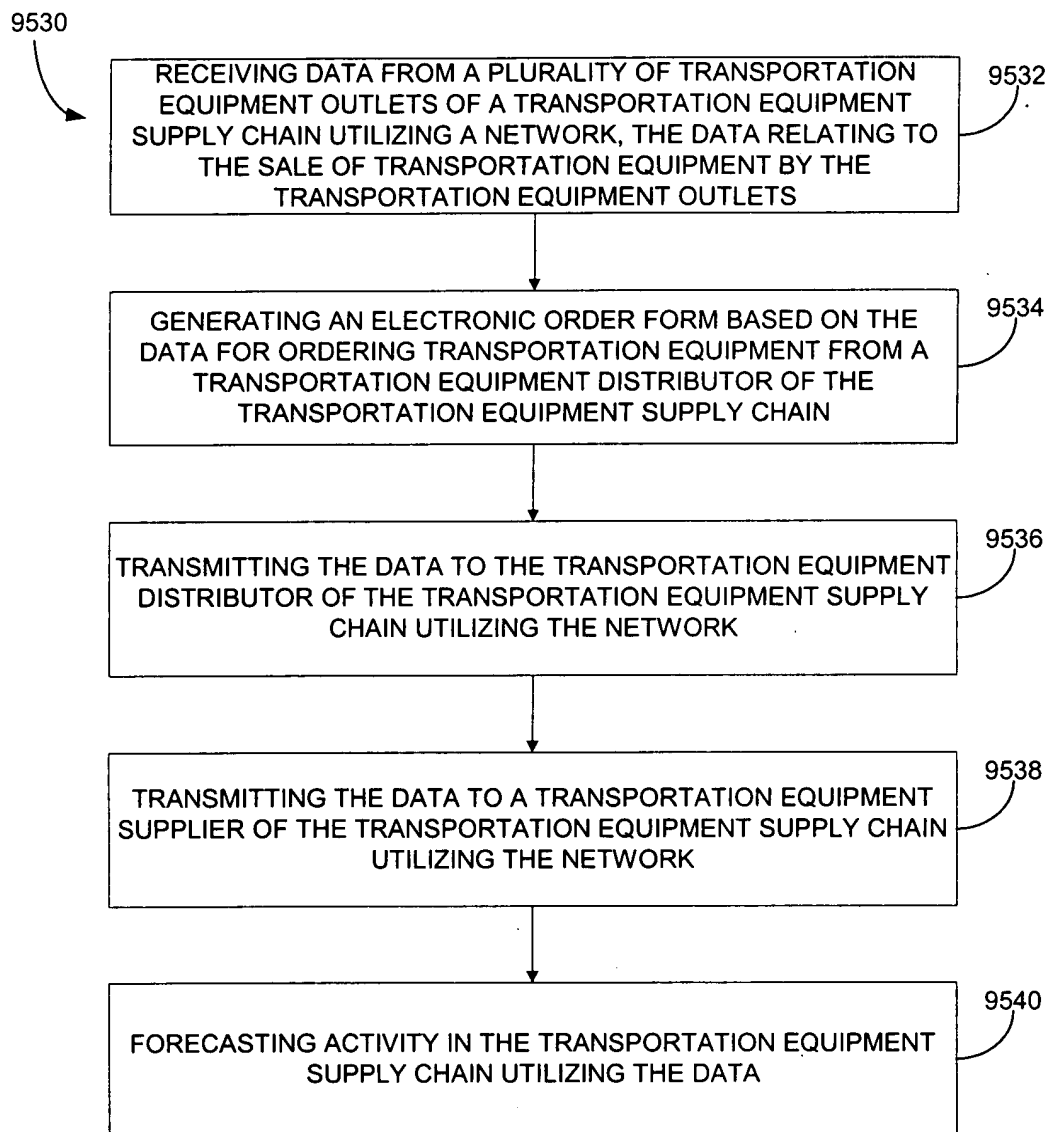 9530
RECEIVING DATA FROM A PLURALITY OF TRANSPORTATION
EQUIPMENT OUTLETS OF A TRANSPORTATION EQUIPMENT
SUPPLY CHAIN UTILIZING A NETWORK, THE DATA RELATING TO
THE SALE OF TRANSPORTATION EQUIPMENT BY THE
TRANSPORTATION EQUIPMENT OUTLETS
9532
GENERATING AN ELECTRONIC ORDER FORM BASED ON THE
DATA FOR ORDERING TRANSPORTATION EQUIPMENT FROM A
TRANSPORTATION EQUIPMENT DISTRIBUTOR OF THE
TRANSPORTATION EQUIPMENT SUPPLY CHAIN
9534
TRANSMITTING THE DATA TO THE TRANSPORTATION EQUIPMENT
DISTRIBUTOR OF THE TRANSPORTATION EQUIPMENT SUPPLY
CHAIN UTILIZING THE NETWORK
9536
TRANSMITTING THE DATA TO A TRANSPORTATION EQUIPMENT
SUPPLIER OF THE TRANSPORTATION EQUIPMENT SUPPLY CHAIN
UTILIZING THE NETWORK
9538
FORECASTING ACTIVITY IN THE TRANSPORTATION EQUIPMENT
SUPPLY CHAIN UTILIZING THE DATA
9540